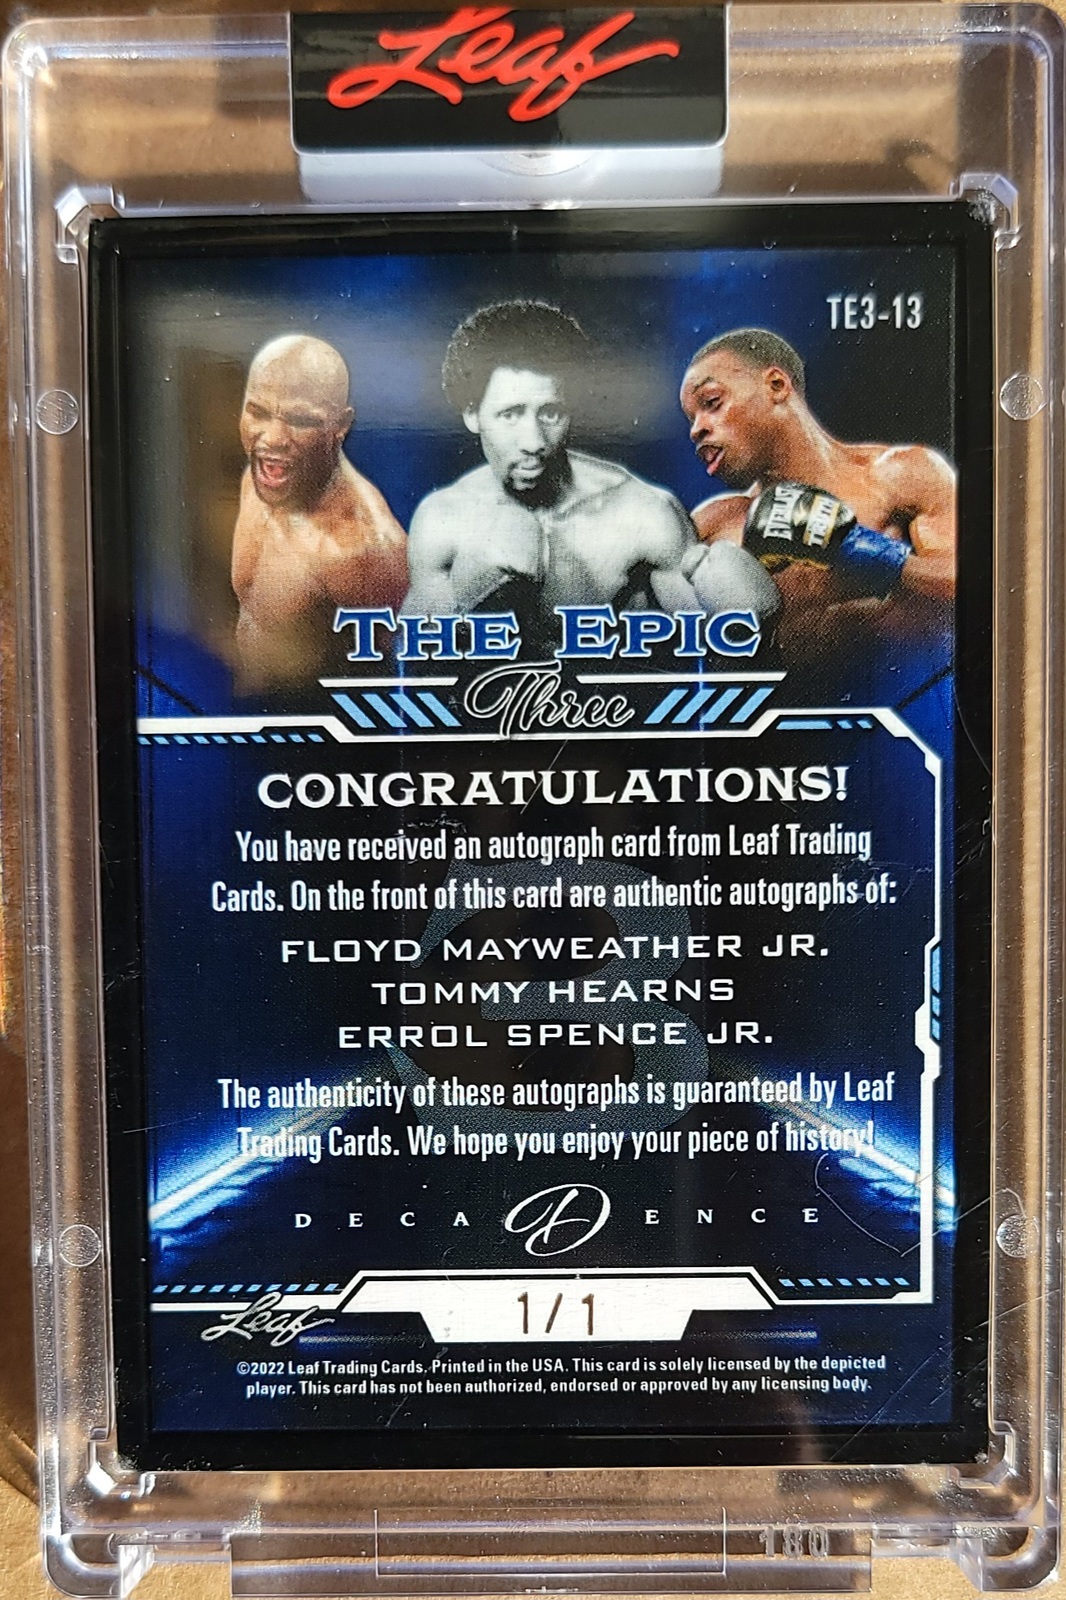 Leaf
TE3-13
EVERLAST
TRUTH
THE EPIC
Three
CONGRATULATIONS!
You have received an autograph card from Leaf Trading
Cards. On the front of this card are authentic autographs of:
FLOYD MAYWEATHER JR.
TOMMY HEARNS
ERROL SPENCE JR.
The authenticity of these autographs is guaranteed by Leaf
Trading Cards. We hope you enjoy your piece of history!
DECADENCE
1/1
Leaf
©2022 Leaf Trading Cards. Printed in the USA. This card is solely licensed by the depicted
player. This card has not been authorized, endorsed or approved by any licensing body.
180